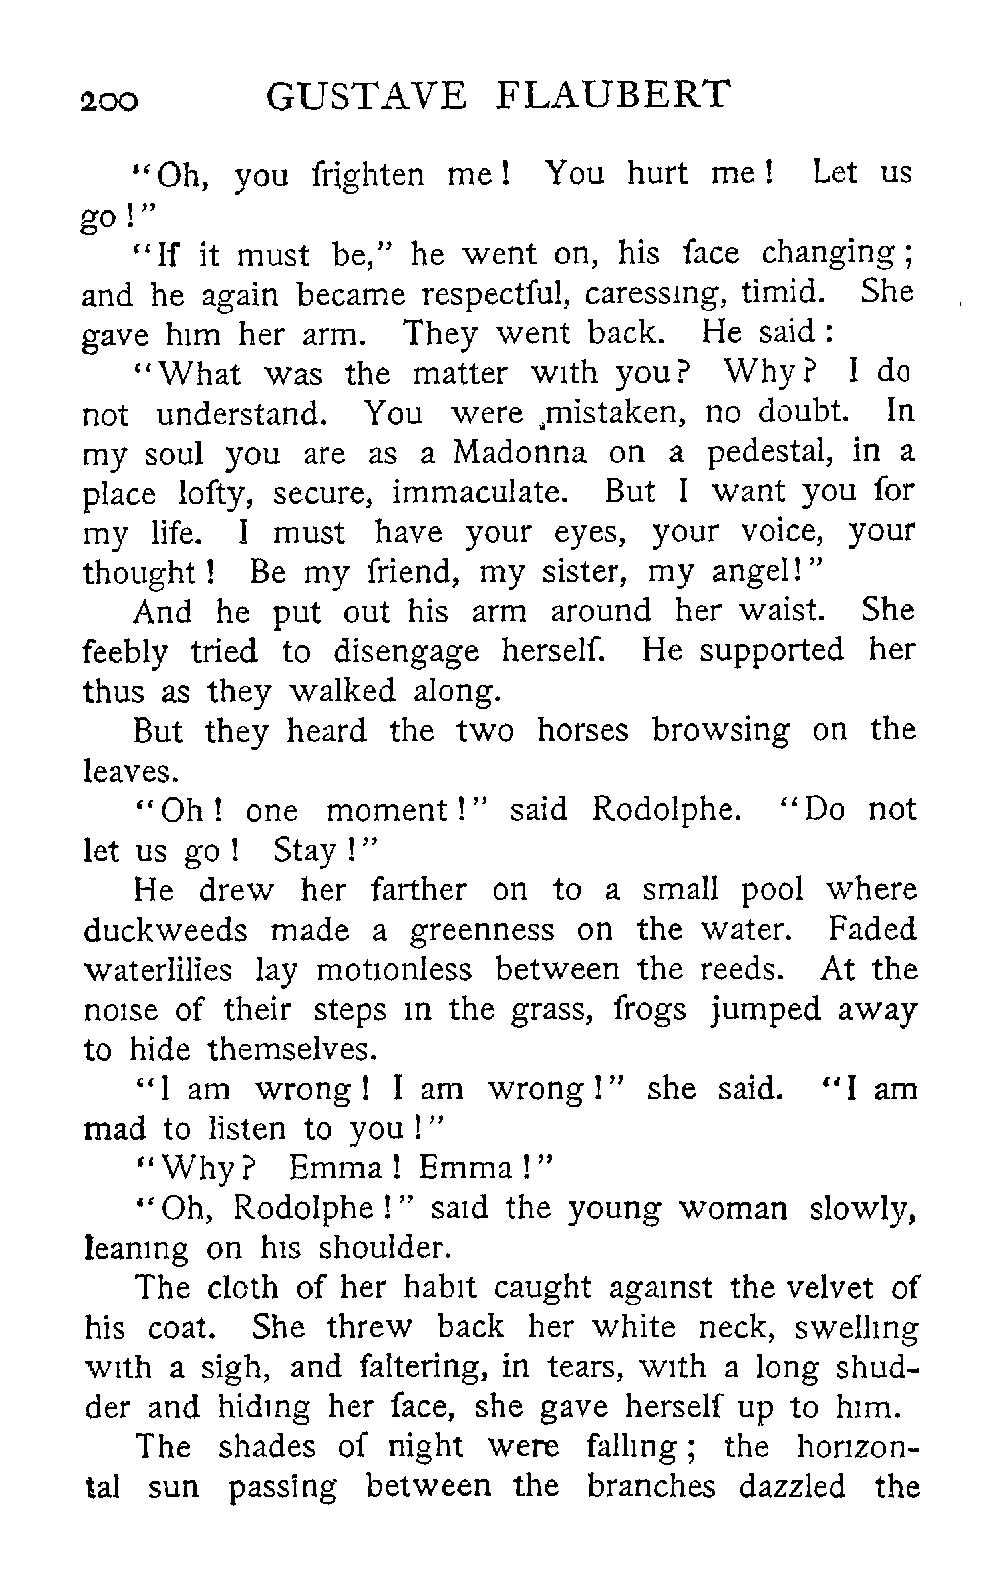 200 GUSTAVE FLAUBERT
"Oh, you frighten me! You hurt me! Let us
go!"
"If it must be," he went on, his face changing;
and he again became respectful, caressing, timid. She
gave him her arm. They went back. He said:
"What was the matter with you? Why? I do
not understand. You were mistaken, no doubt. In
my soul you are as a Madonna on a pedestal, in a
place lofty, secure, immaculate. But I want you for
my life. I must have your eyes, your voice, your
thought! Be my friend, my sister, my angel!"
And he put out his arm around her waist. She
feebly tried to disengage herself. He supported her
thus as they walked along.
But they heard the two horses browsing on the
leaves.
"Oh! one moment!" said Rodolphe. "Do not
let us go! Stay!"
He drew her farther on to a small pool where
duckweeds made a greenness on the water. Faded
waterlilies lay motionless between the reeds. At the
noise of their steps in the grass, frogs jumped away
to hide themselves.
"I am wrong! I am wrong!" she said. "I am
mad to listen to you!"
"Why? Emma! Emma!"
"Oh, Rodolphe!" said the young woman slowly,
leaning on his shoulder.
The cloth of her habit caught against the velvet of
his coat. She threw back her white neck, swelling
with a sigh, and faltering, in tears, with a long shud-
der and hiding her face, she gave herself up to him.
The shades of night were falling; the horizon-
tal sun passing between the branches dazzled the